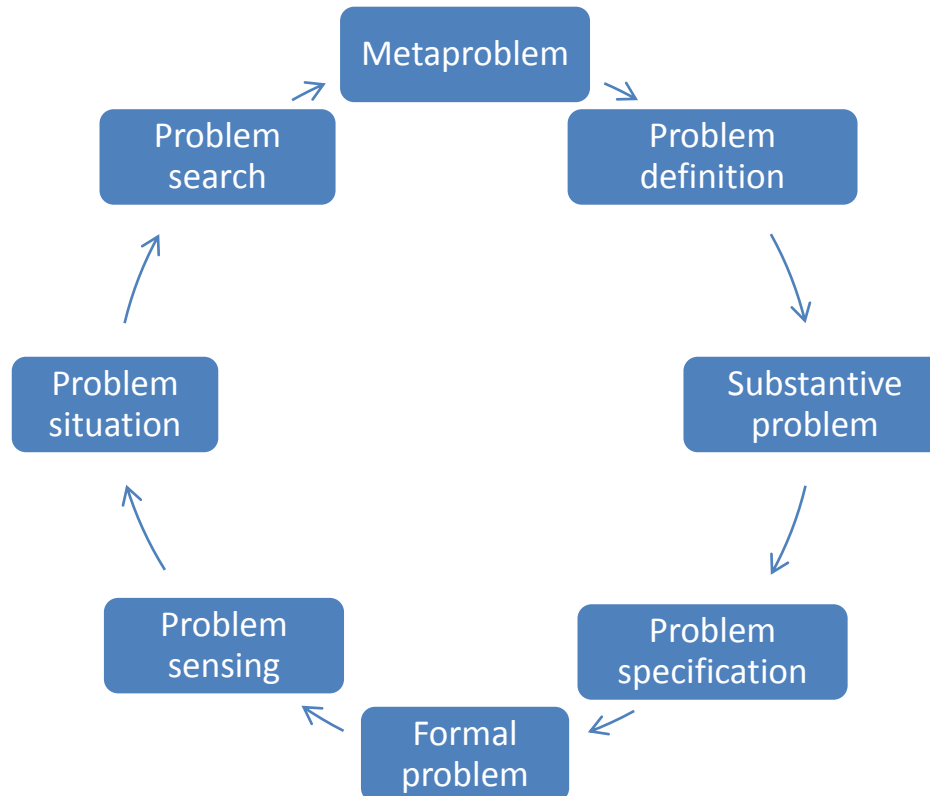 Metaproblem
Problem
definition
Substantive
problem
Problem
specification
Formal
problem
Problem
sensing
Problem
situation
Problem
search